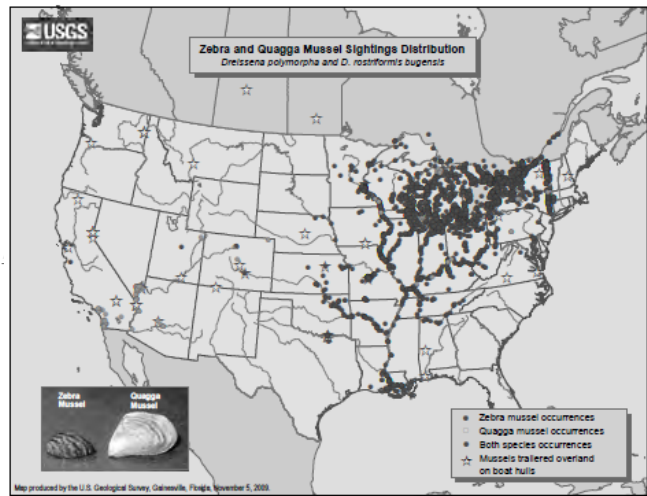 USGS
Zebra and Quagga Mussel Sightings Distribution
Dreissena polymorpha and D. rostriformis bugensis
Zebra
Mussel
Quagga
Mussel
Zebra mussel occurrences
Quagga mussel occurrences
Both species occurrences
Mussels trailered overland
on boat hulls
Map produced by the U.S. Geological Survey, Gainesville, Florida, November 5, 2009.